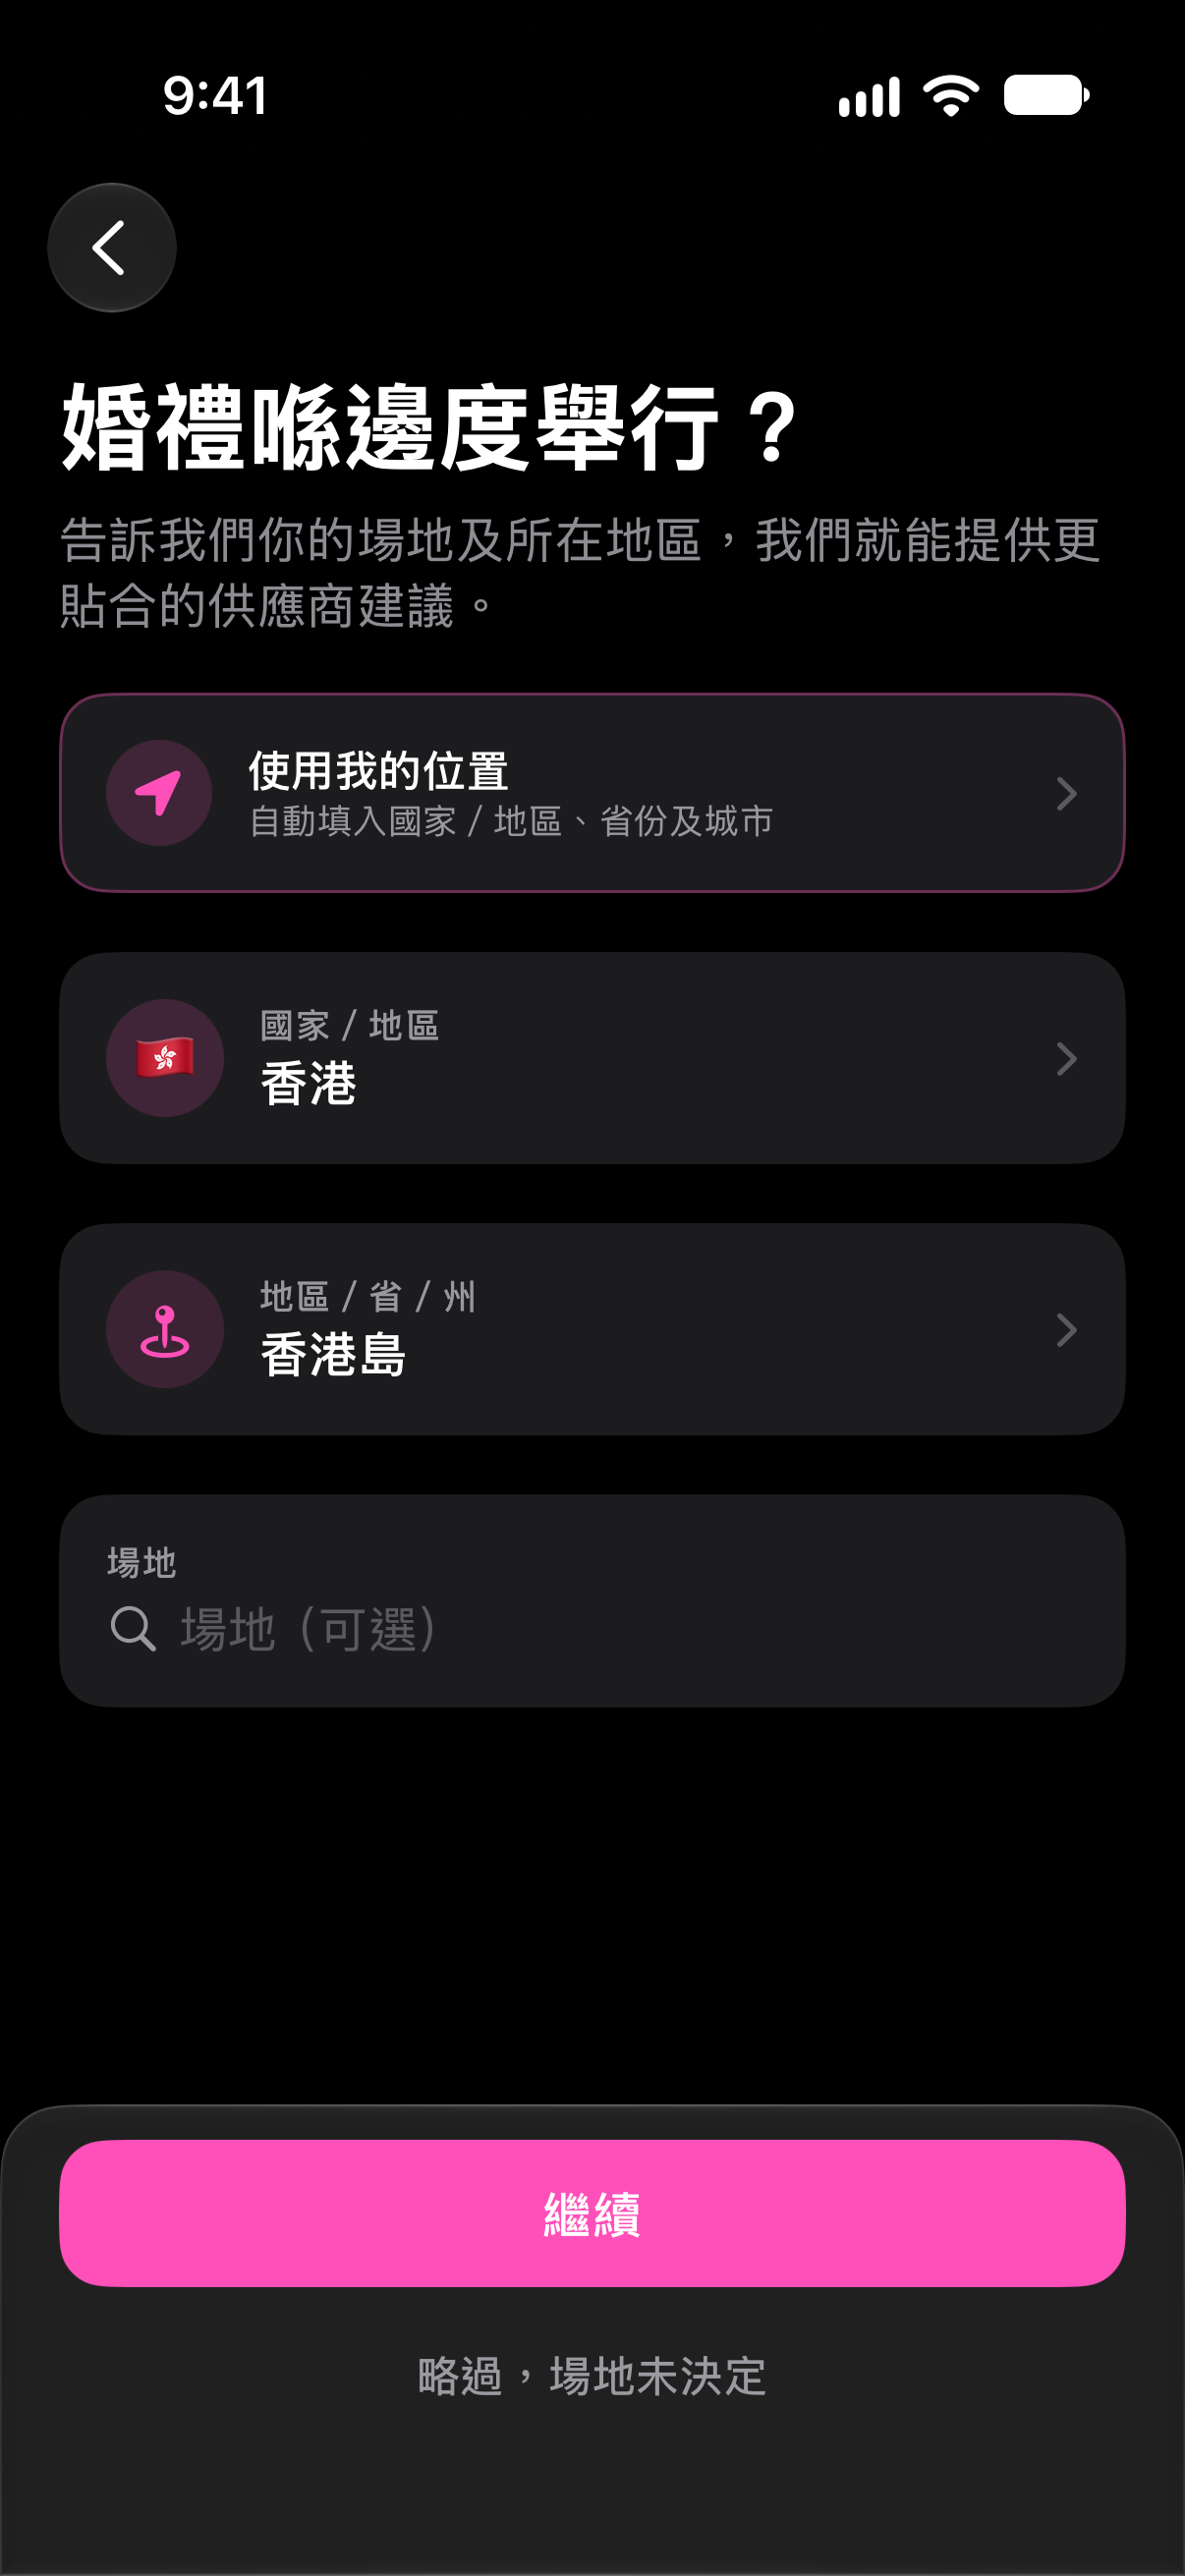 9:41
婚禮喺邊度舉行？
告訴我們你的場地及所在地區，我們就能提供更
貼合的供應商建議。
使用我的位置
自動填入國家 / 地區、省份及城市
國家 / 地區
香港
地區 / 省 / 州
香港島
場地
場地（可選）
繼續
略過，場地未決定